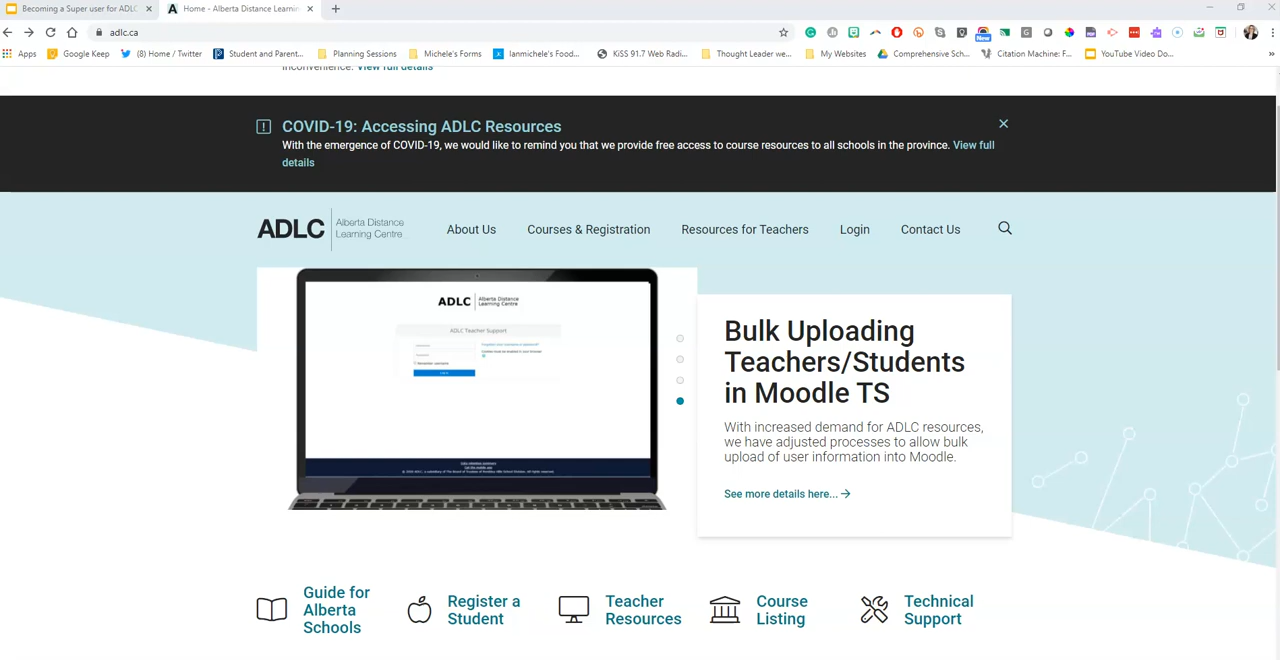 Becoming a Super user for ADLC
Home - Alberta Distance Learnin
adlc.ca
Apps
Google Keep
(8) Home / Twitter
Student and Parent...
Planning Sessions
Michele's Forms
Ianmichele's Food...
KiSS 91.7 Web Radi...
Thought Leader we...
My Websites
Comprehensive Sch...
Citation Machine: F...
YouTube Video Do...
»
New
inconvenience. View full details
COVID-19: Accessing ADLC Resources
With the emergence of COVID-19, we would like to remind you that we provide free access to course resources to all schools in the province. View full
details
ADLC
Alberta Distance
Learning Centre
About Us
Courses & Registration
Resources for Teachers
Login
Contact Us
ADLC
Alberta Distance
Learning Centre
ADLC Teacher Support
Remember username
Bulk Uploading
Teachers/Students
in Moodle TS
With increased demand for ADLC resources,
we have adjusted processes to allow bulk
upload of user information into Moodle.
See more details here...
Guide for
Alberta
Schools
Register a
Student
Teacher
Resources
Course
Listing
Technical
Support